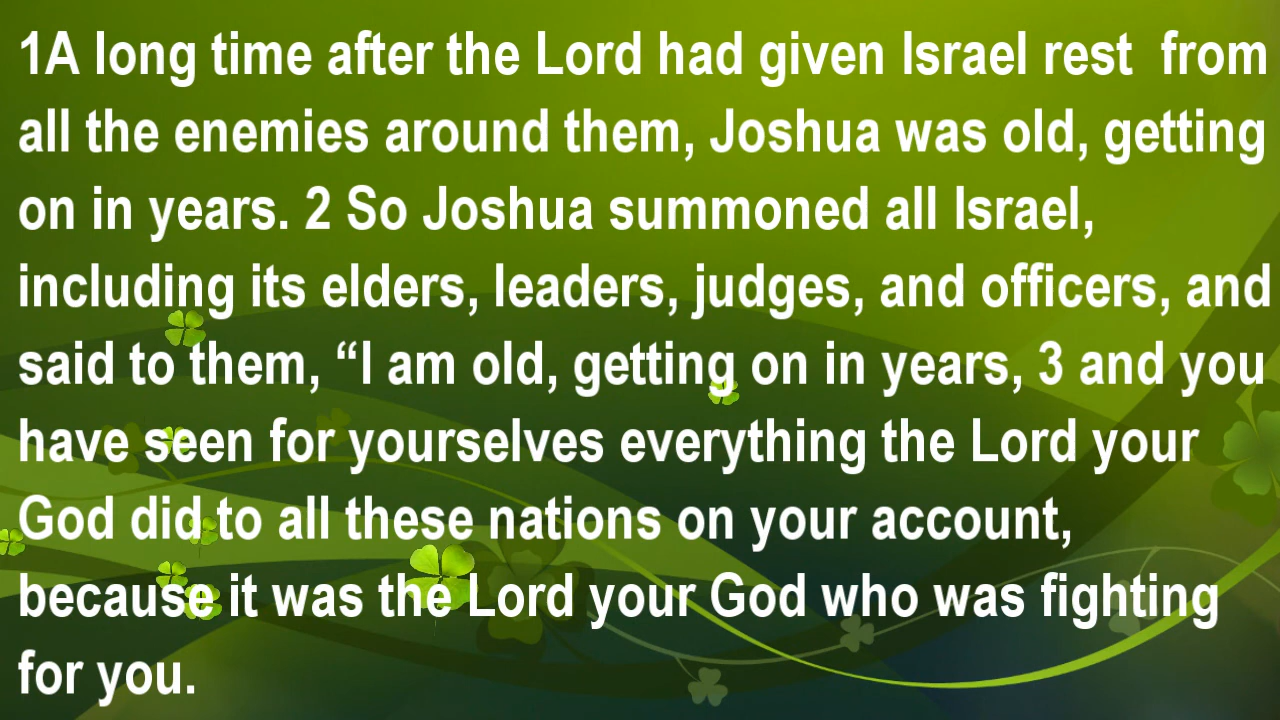 1A long time after the Lord had given Israel rest  from
all the enemies around them, Joshua was old, getting
on in years. 2 So Joshua summoned all Israel,
including its elders, leaders, judges, and officers, and
said to them, “I am old, getting on in years, 3 and you
have seen for yourselves everything the Lord your
God did to all these nations on your account,
because it was the Lord your God who was fighting
for you.